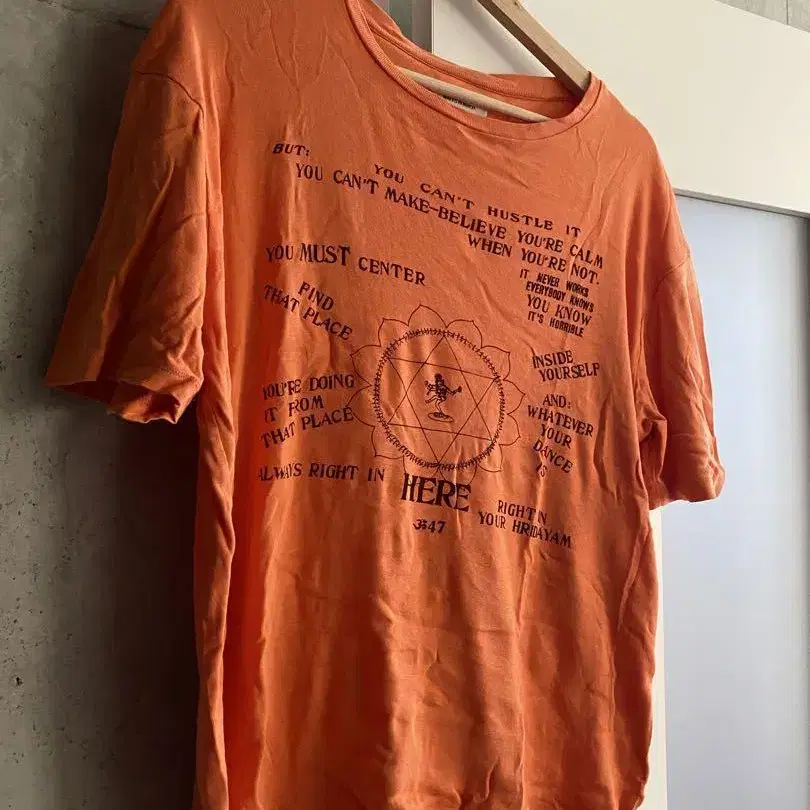 BUT:
YOU CAN'T HUSTLE IT
YOU CAN'T MAKE-BELIEVE YOU'RE CALM
WHEN YOU'RE NOT.
IT NEVER WORKS
EVERYBODY KNOWS
YOU KNOW
IT'S HORRIBLE
YOU MUST CENTER
FIND
THAT PLACE
INSIDE
YOURSELF
YOU'RE DOING
IT FROM
THAT PLACE
AND:
WHATEVER
YOUR
DANCE
IS
ALWAYS RIGHT IN
HERE
RIGHT IN
YOUR HRIDAYAM
ॐ47